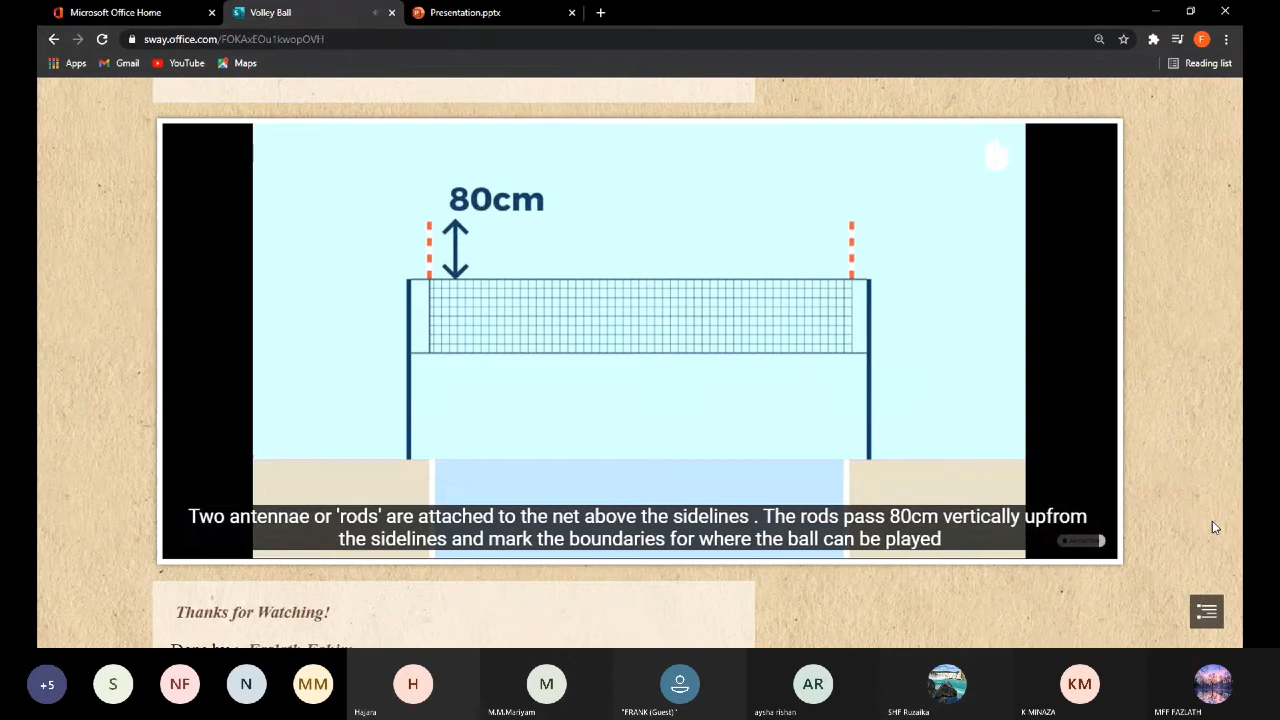 Microsoft Office Home
Volley Ball
Presentation.pptx
sway.office.com/FOKAxEOu1kwopOVH
F
Apps
Gmail
YouTube
Maps
Reading list
80cm
Two antennae or 'rods' are attached to the net above the sidelines . The rods pass 80cm vertically upfrom
the sidelines and mark the boundaries for where the ball can be played
Thanks for Watching!
+5
S
NF
N
MM
H
M
AR
KM
Hajara
M.M.Mariyam
"FRANK (Guest)"
aysha rishan
SHF Ruzaika
K MINAZA
MFF FAZLATH